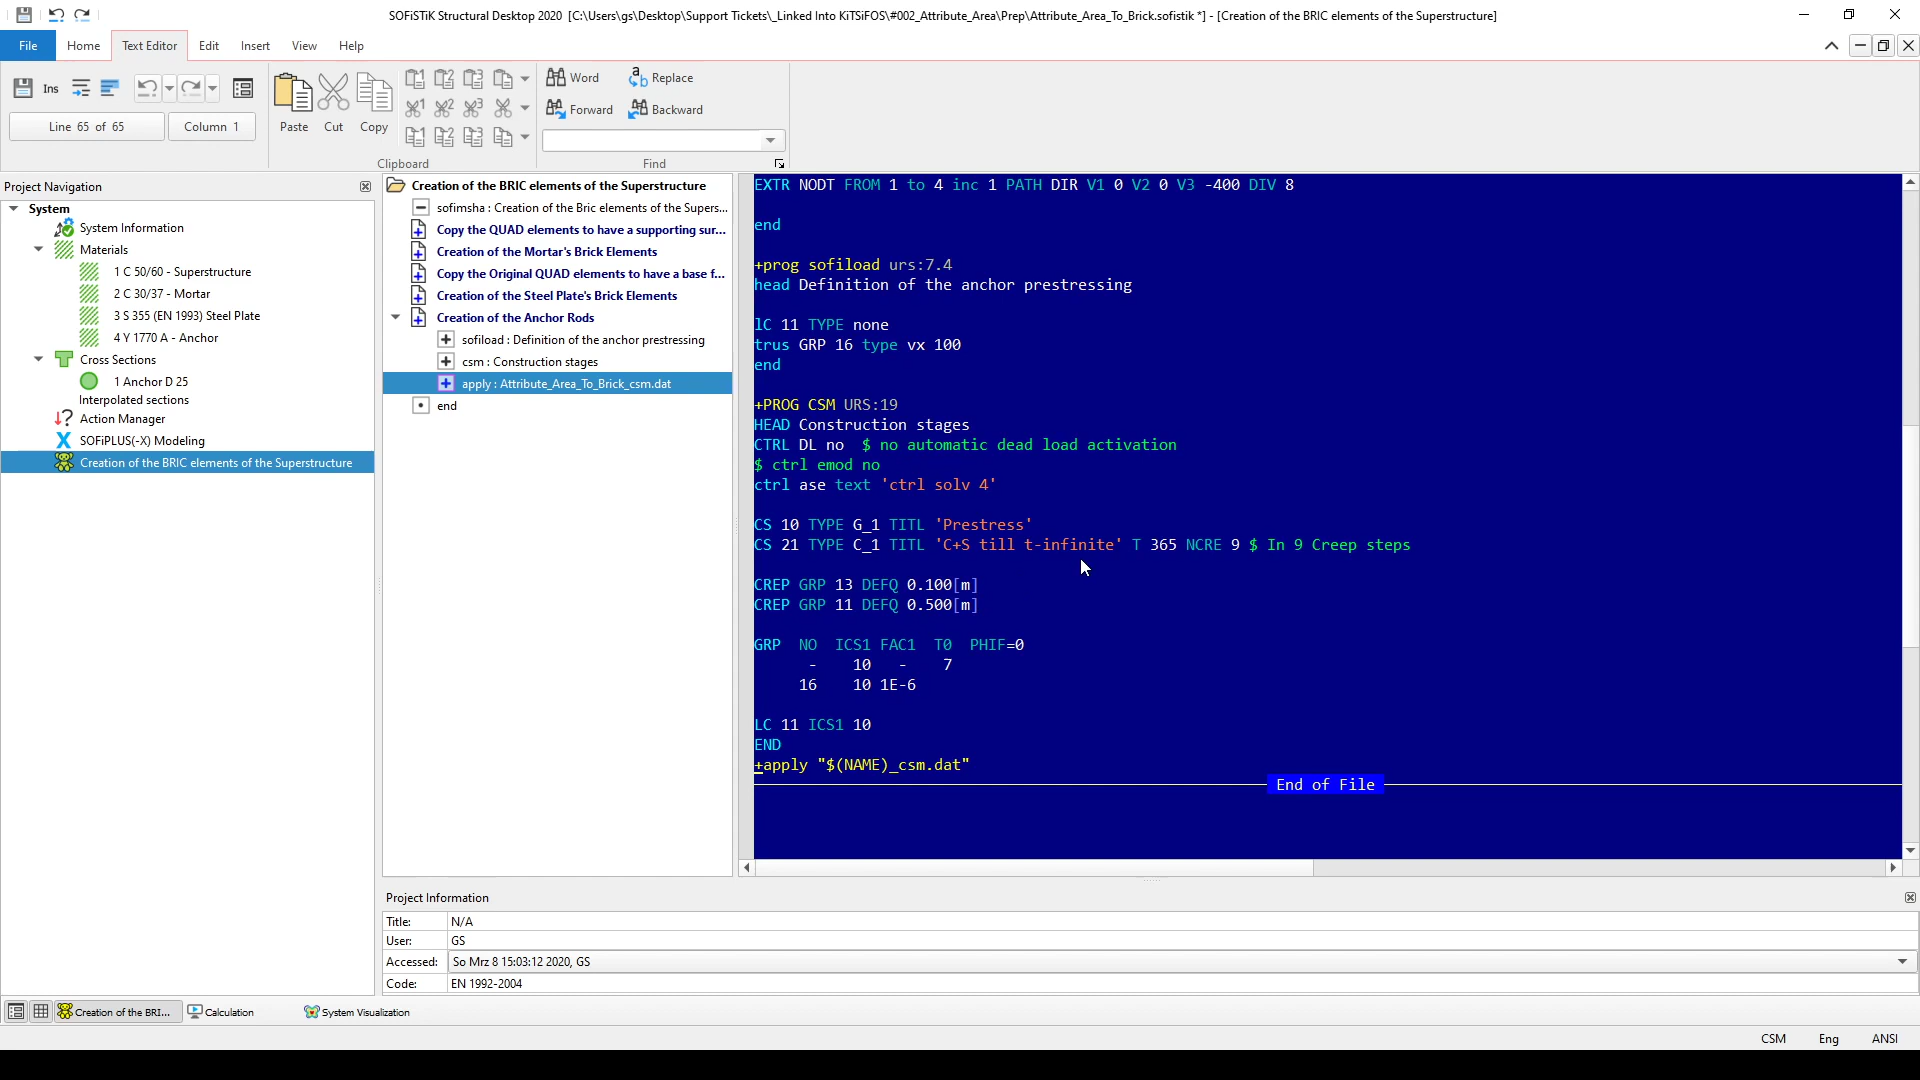 SOFiSTiK Structural Desktop 2020 [C:\Users\gs\Desktop\Support Tickets\_Linked Into KiTSiFOS\#002_Attribute_Area\Prep\Attribute_Area_To_Brick.sofistik *] - [Creation of the BRIC elements of the Superstructure]
File Home Text Editor Edit Insert View Help
Ins
Line 65 of 65 Column 1
Paste Cut Copy
Clipboard
Word Replace
Forward Backward
Find
Project Navigation
System
System Information
Materials
1 C 50/60 - Superstructure
2 C 30/37 - Mortar
3 S 355 (EN 1993) Steel Plate
4 Y 1770 A - Anchor
Cross Sections
1 Anchor D 25
Interpolated sections
Action Manager
SOFiPLUS(-X) Modeling
Creation of the BRIC elements of the Superstructure
Creation of the BRIC elements of the Superstructure
sofimsha : Creation of the Bric elements of the Supers...
Copy the QUAD elements to have a supporting sur...
Creation of the Mortar's Brick Elements
Copy the Original QUAD elements to have a base f...
Creation of the Steel Plate's Brick Elements
Creation of the Anchor Rods
sofiload : Definition of the anchor prestressing
csm : Construction stages
apply : Attribute_Area_To_Brick_csm.dat
end
EXTR NODT FROM 1 to 4 inc 1 PATH DIR V1 0 V2 0 V3 -400 DIV 8
end
+prog sofiload urs:7.4
head Definition of the anchor prestressing
lC 11 TYPE none
trus GRP 16 type vx 100
end
+PROG CSM URS:19
HEAD Construction stages
CTRL DL no $ no automatic dead load activation
$ ctrl emod no
ctrl ase text 'ctrl solv 4'
CS 10 TYPE G_1 TITL 'Prestress'
CS 21 TYPE C_1 TITL 'C+S till t-infinite' T 365 NCRE 9 $ In 9 Creep steps
CREP GRP 13 DEFQ 0.100[m]
CREP GRP 11 DEFQ 0.500[m]
GRP NO ICS1 FAC1 T0 PHIF=0
- 10 - 7
16 10 1E-6
LC 11 ICS1 10
END
+apply "$(NAME)_csm.dat"
End of File
Project Information
Title: N/A
User: GS
Accessed: So Mrz 8 15:03:12 2020, GS
Code: EN 1992-2004
Creation of the BRI... Calculation System Visualization
CSM Eng ANSI